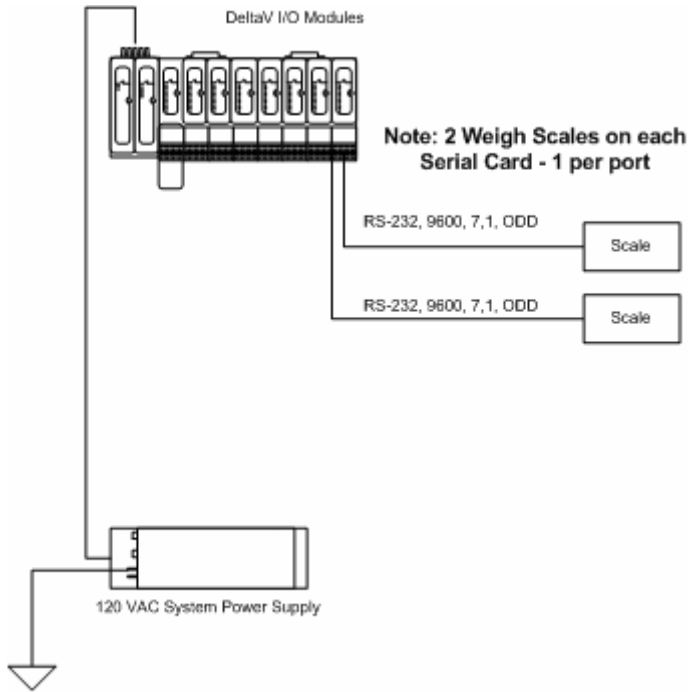 DeltaV I/O Modules
Note: 2 Weigh Scales on each
Serial Card - 1 per port
RS-232, 9600, 7,1, ODD
Scale
RS-232, 9600, 7,1, ODD
Scale
120 VAC System Power Supply